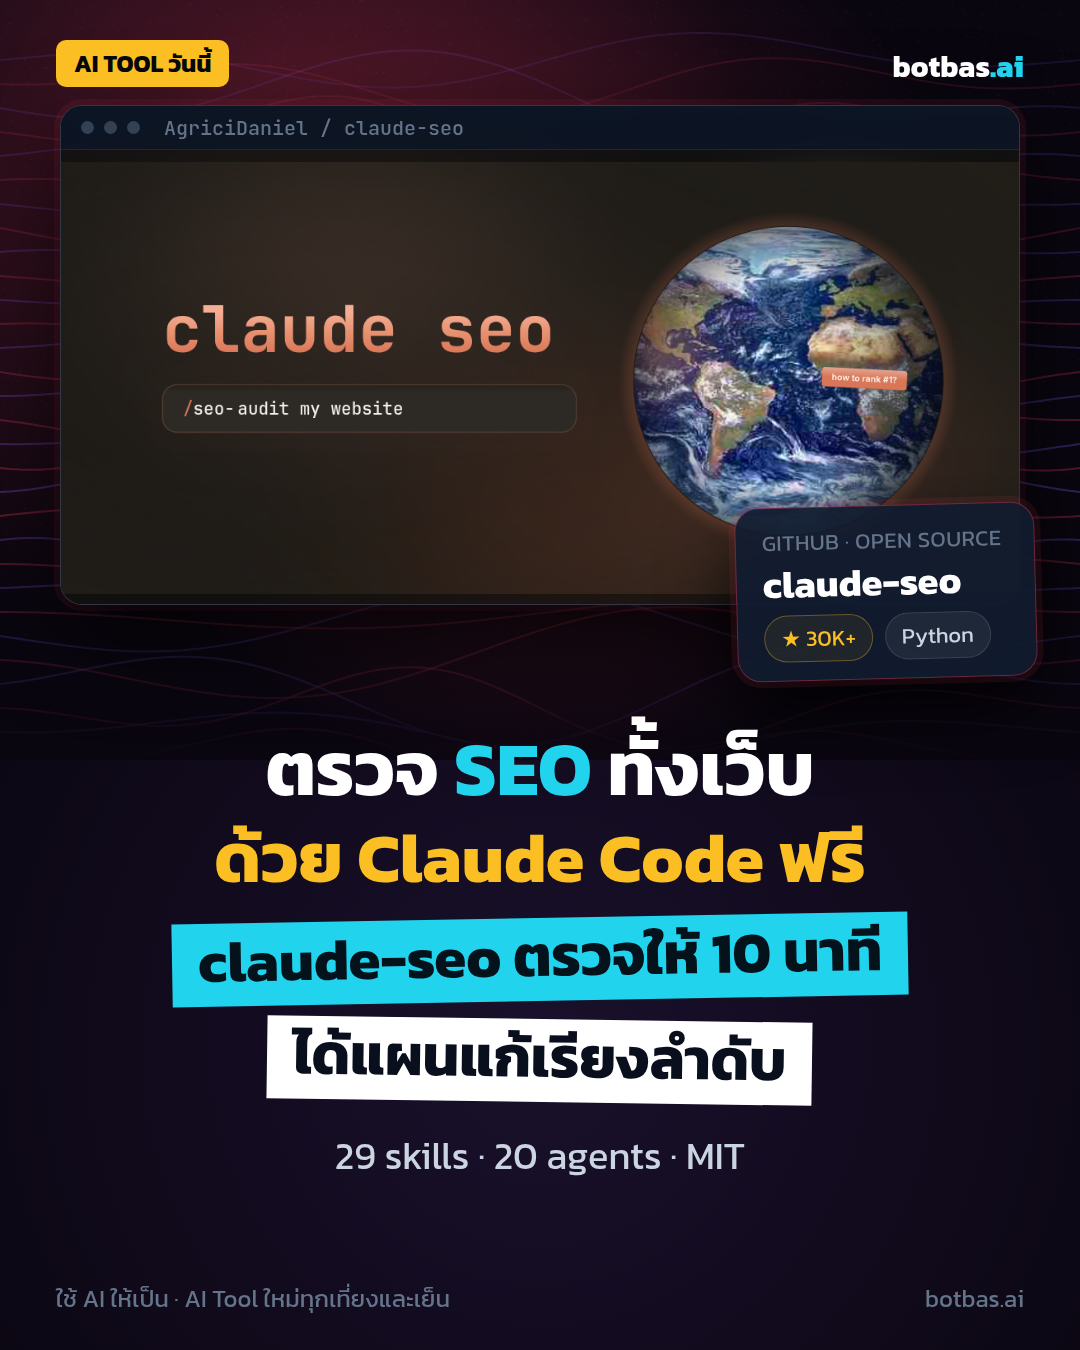 AI TOOL วันนี้
botbas.ai
AgriciDaniel / claude-seo
claude seo
/seo-audit my website
how to rank #1?
GITHUB · OPEN SOURCE
claude-seo
★ 30K+
Python
ตรวจ SEO ทั้งเว็บ
ด้วย Claude Code ฟรี
claude-seo ตรวจให้ 10 นาที
ได้แผนแก้เรียงลำดับ
29 skills · 20 agents · MIT
ใช้ AI ให้เป็น · AI Tool ใหม่ทุกเที่ยงและเย็น
botbas.ai